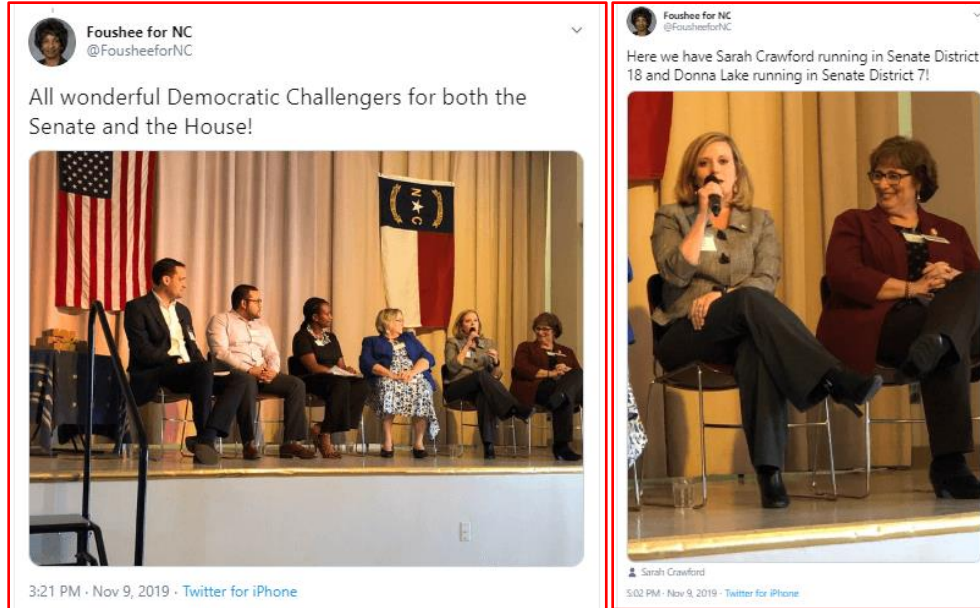 Foushee for NC
@FousheeforNC
All wonderful Democratic Challengers for both the
Senate and the House!
N
C
3:21 PM · Nov 9, 2019 · Twitter for iPhone
Foushee for NC
@FousheeforNC
Here we have Sarah Crawford running in Senate District
18 and Donna Lake running in Senate District 7!
Sarah Crawford
5:02 PM · Nov 9, 2019 · Twitter for iPhone